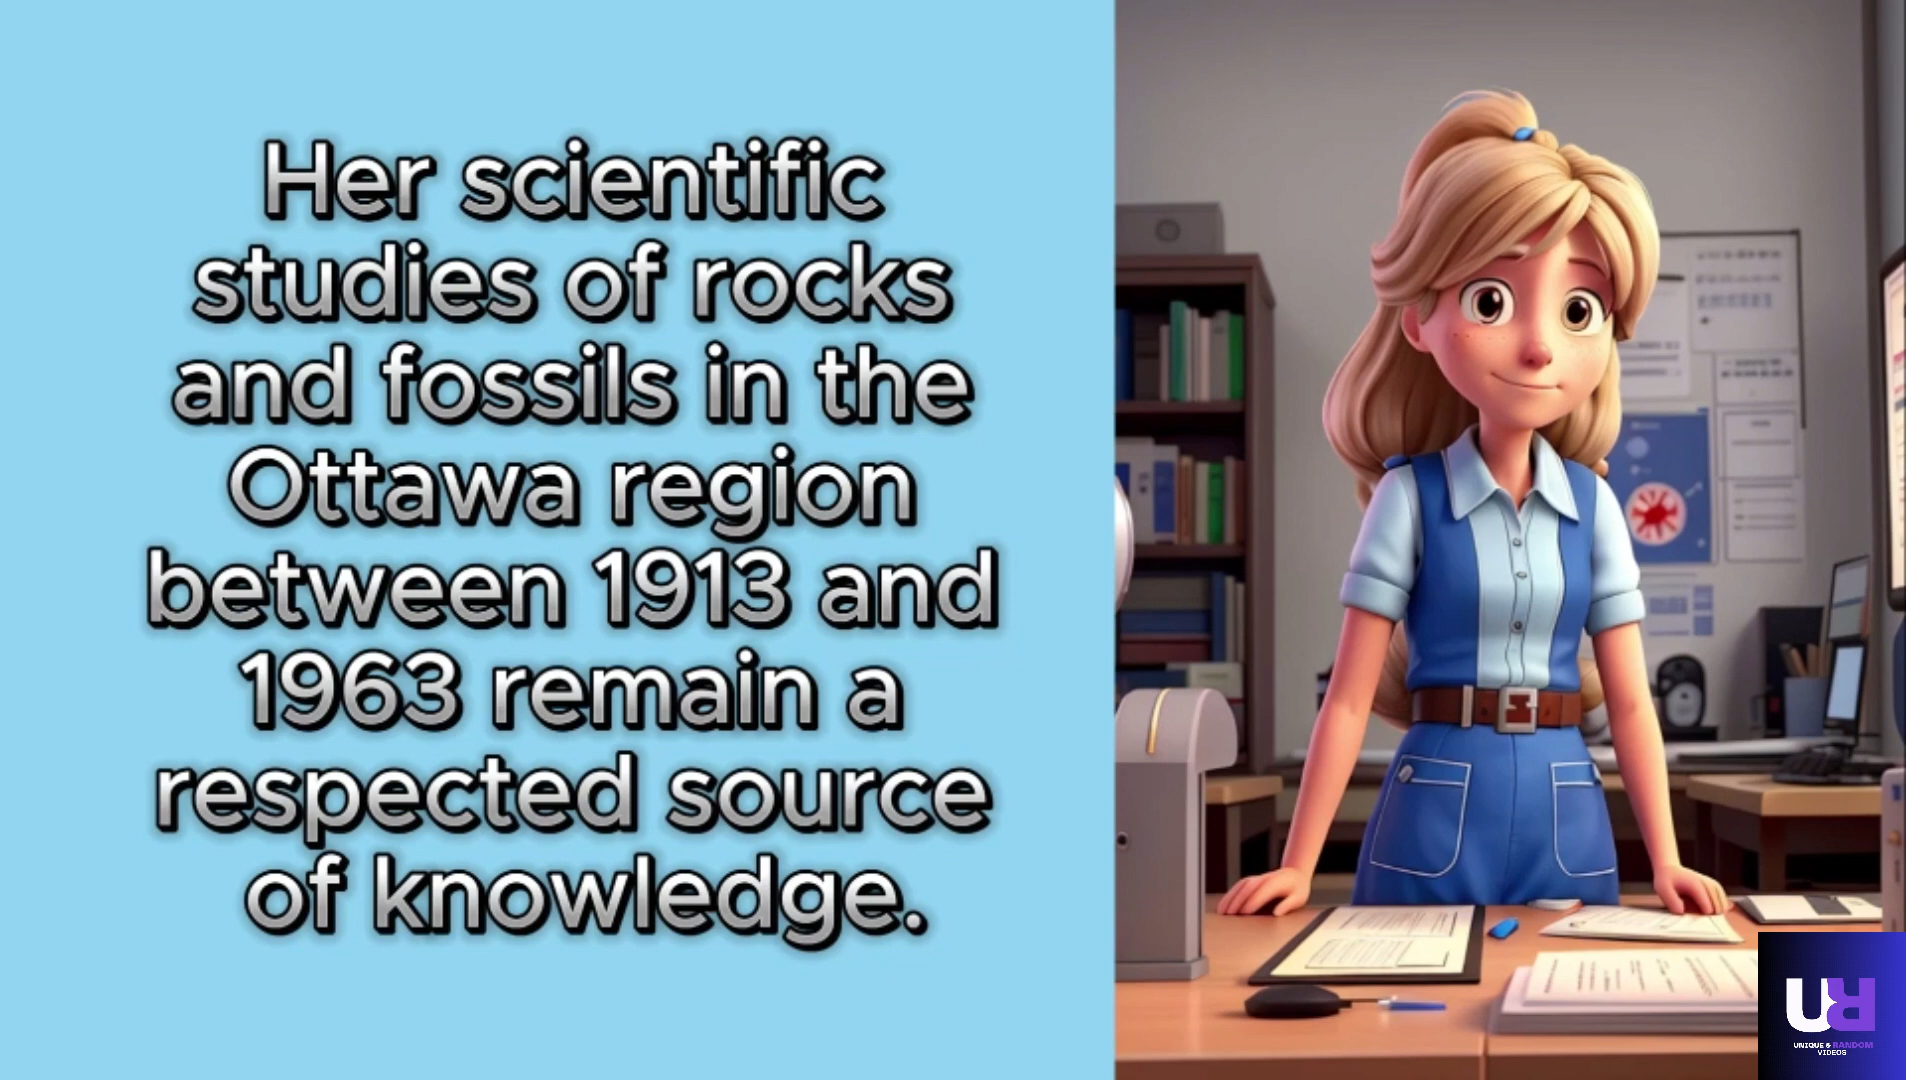 Her scientific
studies of rocks
and fossils in the
Ottawa region
between 1913 and
1963 remain a
respected source
of knowledge.
UR
UNIQUE & RANDOM
VIDEOS